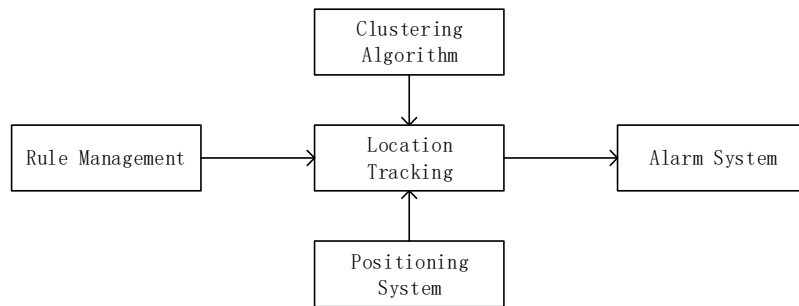 Clustering
Algorithm
Rule Management
Location
Tracking
Alarm System
Positioning
System